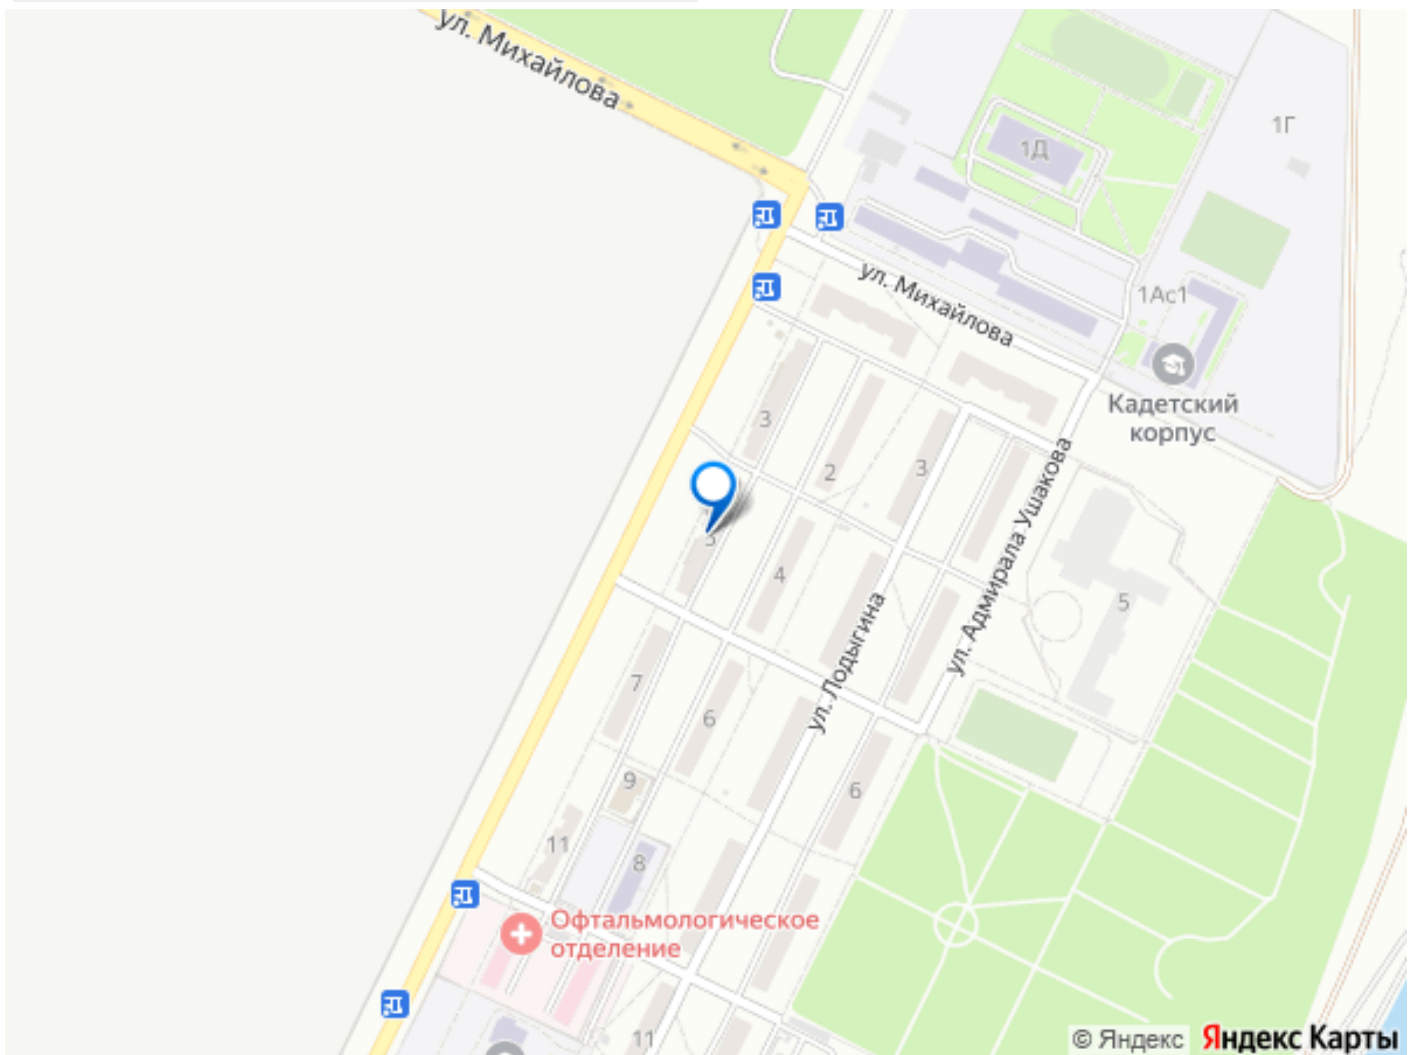 ул. Михайлова
1Г
1Д
ул. Михайлова
1Ас1
Кадетский
корпус
3
2
3
5
4
5
ул. Адмирала Ушакова
ул. Лодыгина
7
6
9
6
11
8
Офтальмологическое
отделение
11
© Яндекс
Яндекс Карты